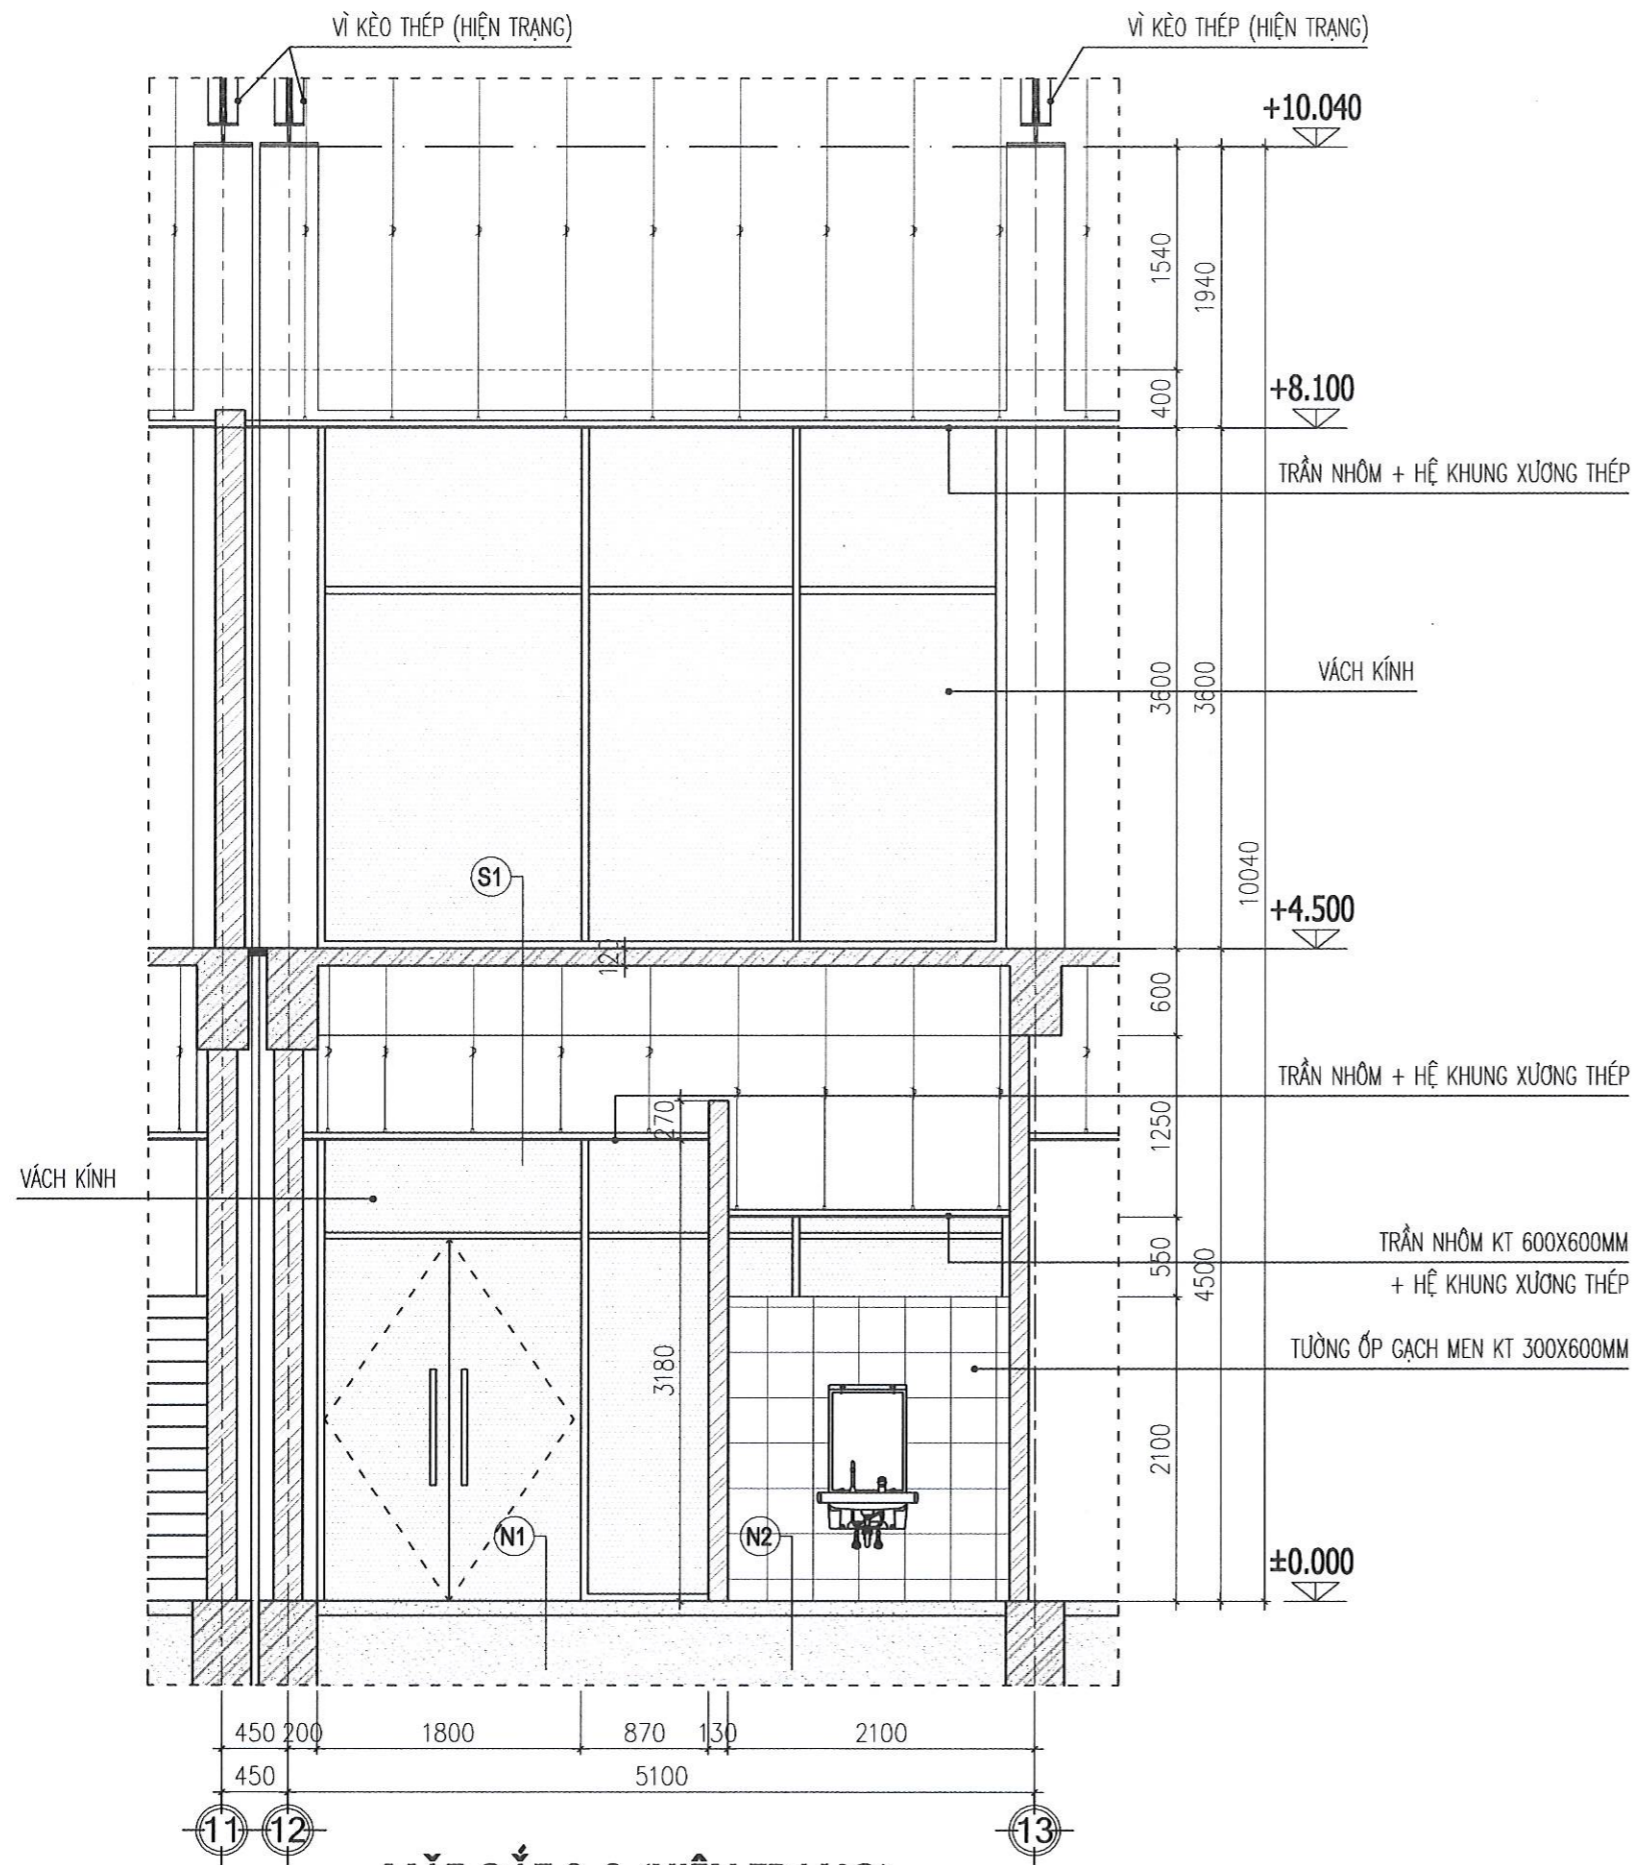 VÌ KÈO THÉP (HIỆN TRẠNG)
VÌ KÈO THÉP (HIỆN TRẠNG)
+10.040
1540
1940
400
+8.100
TRẦN NHÔM + HỆ KHUNG XƯƠNG THÉP
VÁCH KÍNH
3600
3600
10040
S1
+4.500
120
600
TRẦN NHÔM + HỆ KHUNG XƯƠNG THÉP
270
1250
VÁCH KÍNH
TRẦN NHÔM KT 600X600MM
+ HỆ KHUNG XƯƠNG THÉP
550
4500
TƯỜNG ỐP GẠCH MEN KT 300X600MM
3180
2100
N1
N2
±0.000
450 200 1800 870 130 2100
450 5100
11 12 13